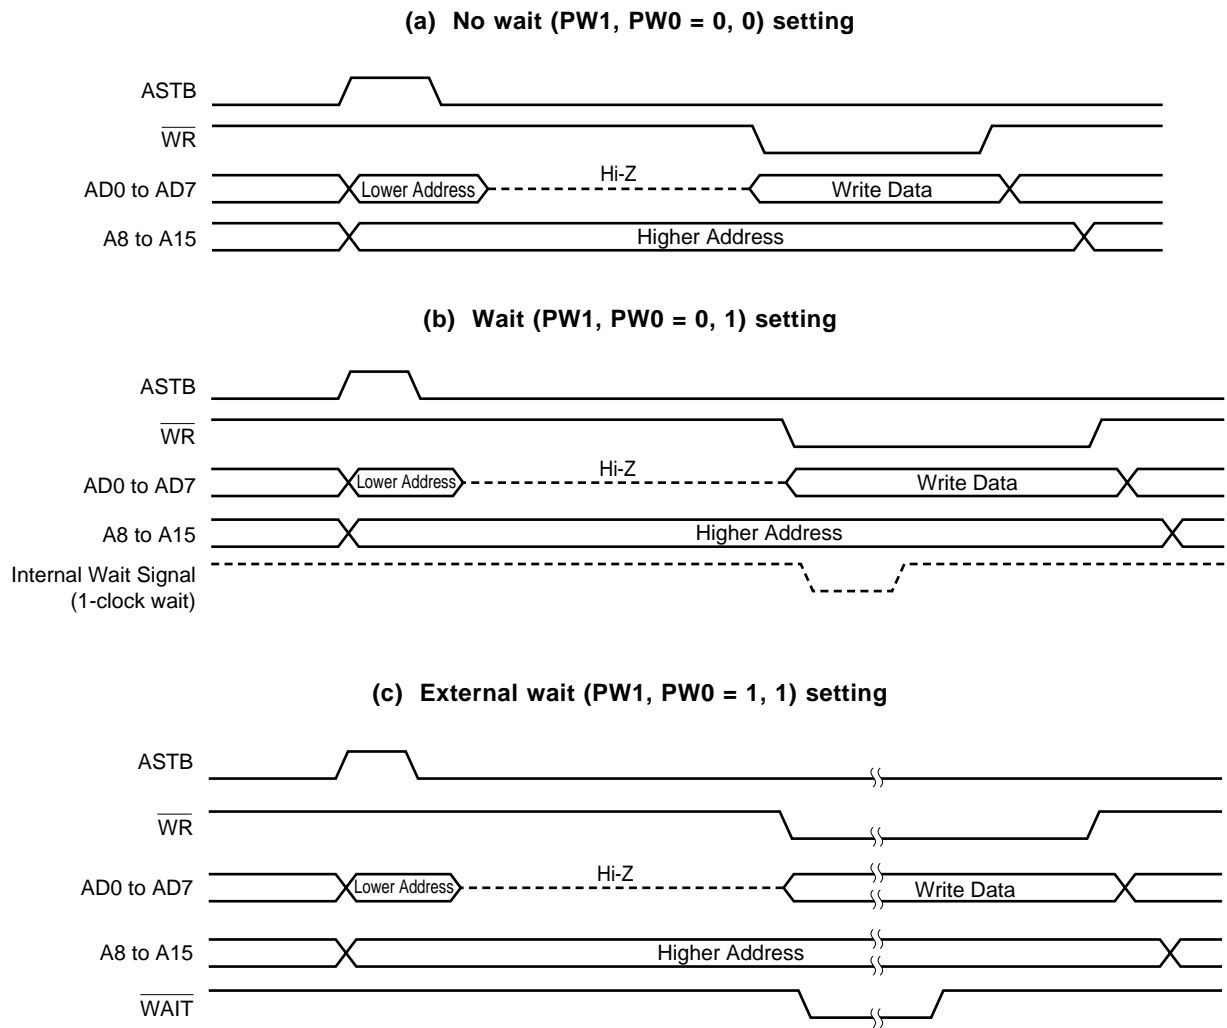 (a) No wait (PW1, PW0 = 0, 0) setting
ASTB
WR
AD0 to AD7
Lower Address
Hi-Z
Write Data
A8 to A15
Higher Address
(b) Wait (PW1, PW0 = 0, 1) setting
ASTB
WR
AD0 to AD7
Lower Address
Hi-Z
Write Data
A8 to A15
Higher Address
Internal Wait Signal
(1-clock wait)
(c) External wait (PW1, PW0 = 1, 1) setting
ASTB
WR
AD0 to AD7
Lower Address
Hi-Z
Write Data
A8 to A15
Higher Address
WAIT